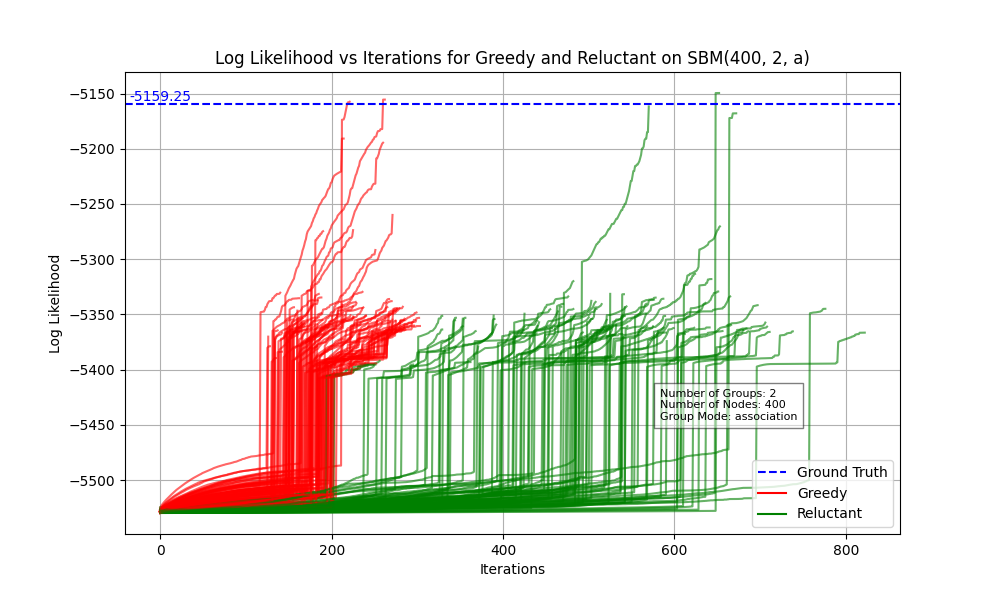 Log Likelihood vs Iterations for Greedy and Reluctant on SBM(400, 2, a)
Log Likelihood
−5150
−5200
−5250
−5300
−5350
−5400
−5450
−5500
-5159.25
Number of Groups: 2
Number of Nodes: 400
Group Mode: association
Ground Truth
Greedy
Reluctant
0 200 400 600 800
Iterations